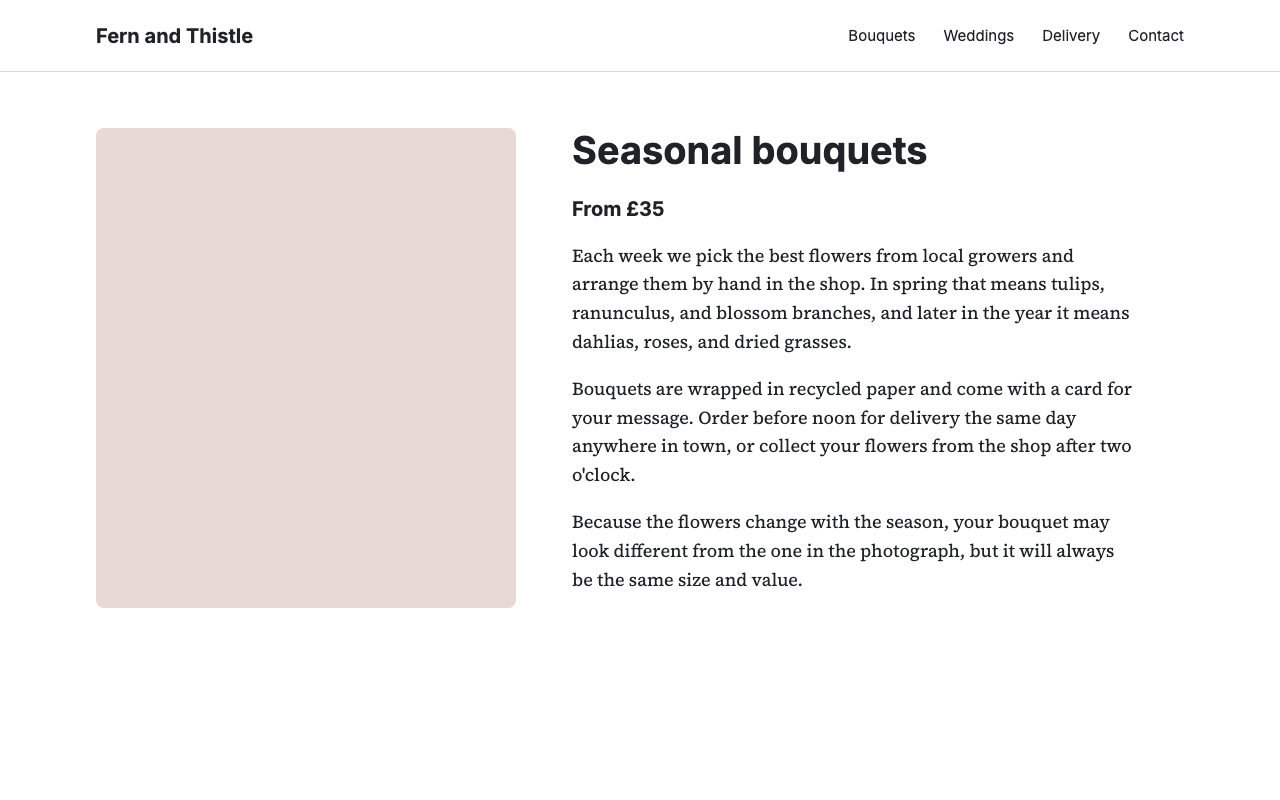 Fern and Thistle
Bouquets Weddings Delivery Contact
Seasonal bouquets
From £35
Each week we pick the best flowers from local growers and
arrange them by hand in the shop. In spring that means tulips,
ranunculus, and blossom branches, and later in the year it means
dahlias, roses, and dried grasses.
Bouquets are wrapped in recycled paper and come with a card for
your message. Order before noon for delivery the same day
anywhere in town, or collect your flowers from the shop after two
o'clock.
Because the flowers change with the season, your bouquet may
look different from the one in the photograph, but it will always
be the same size and value.